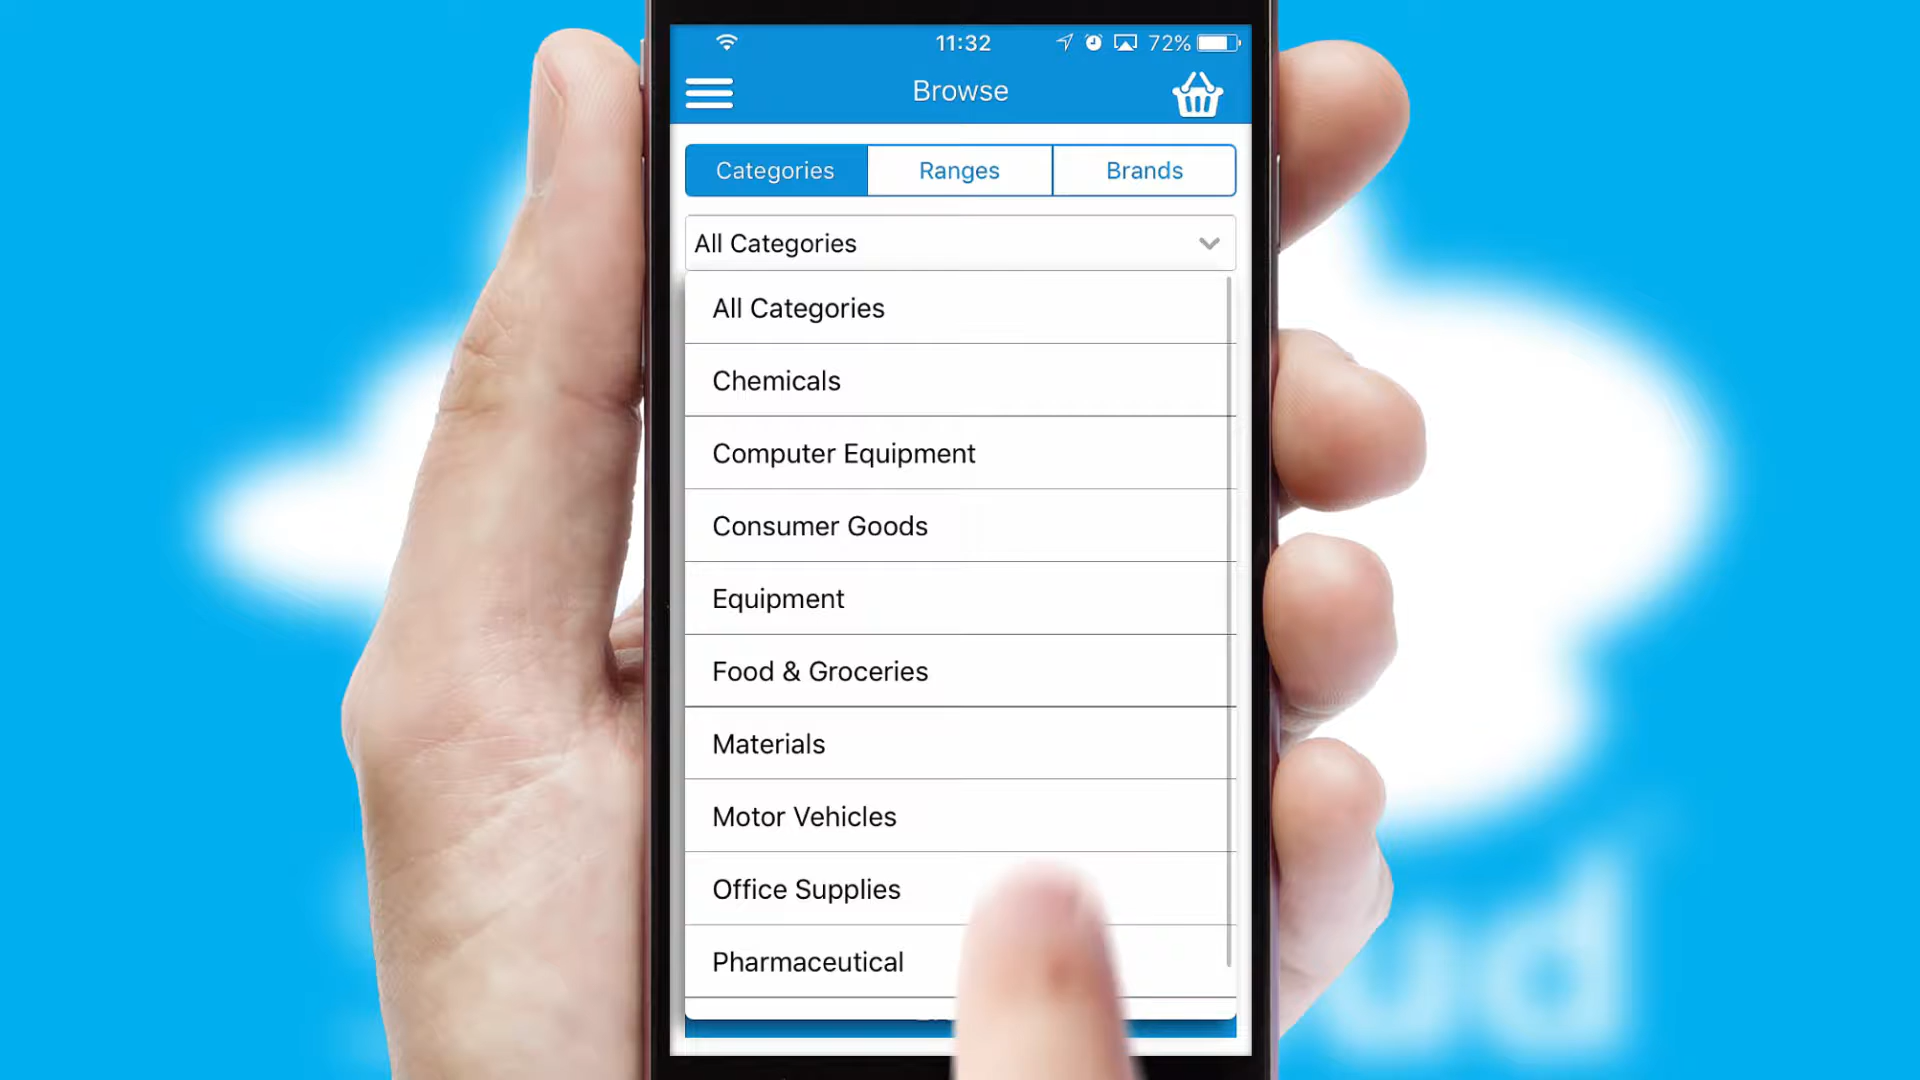 11:32
72%
Browse
Categories Ranges Brands
All Categories
All Categories
Chemicals
Computer Equipment
Consumer Goods
Equipment
Food & Groceries
Materials
Motor Vehicles
Office Supplies
Pharmaceutical